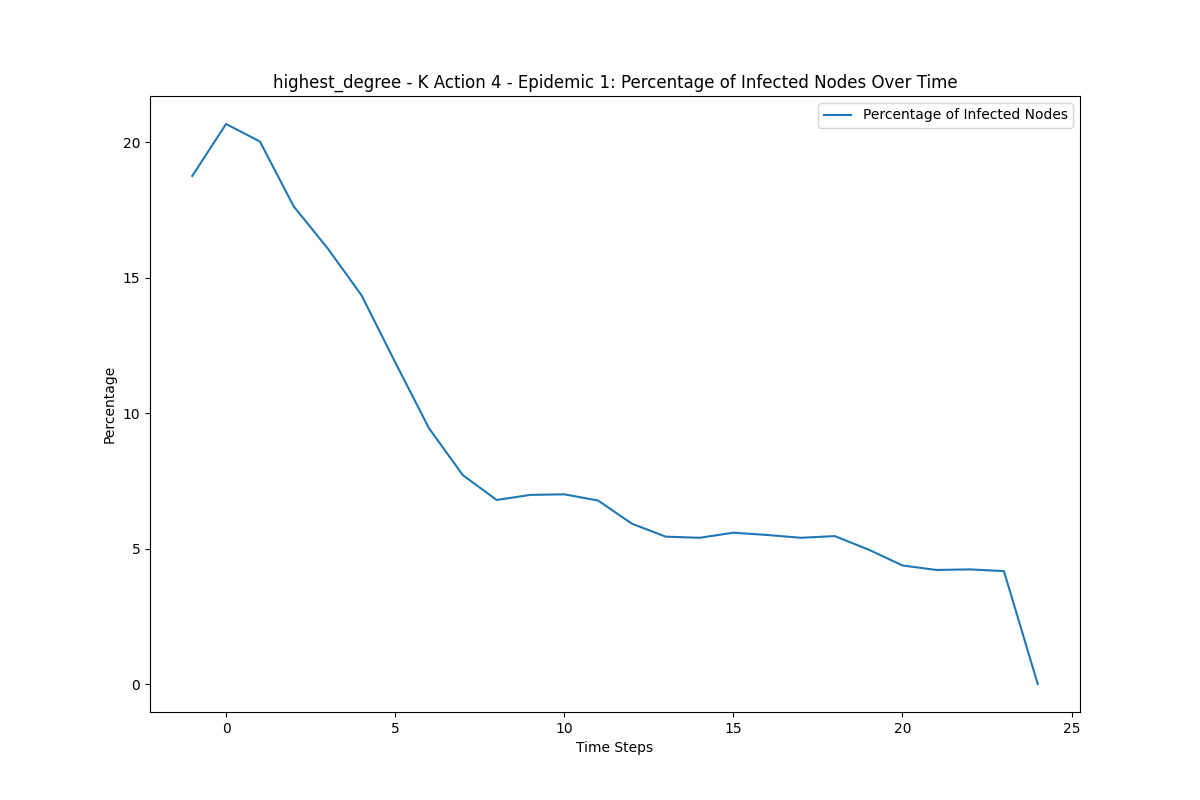 highest_degree - K Action 4 - Epidemic 1: Percentage of Infected Nodes Over Time
Percentage of Infected Nodes
20
15
10
5
0
Percentage
0 5 10 15 20 25
Time Steps